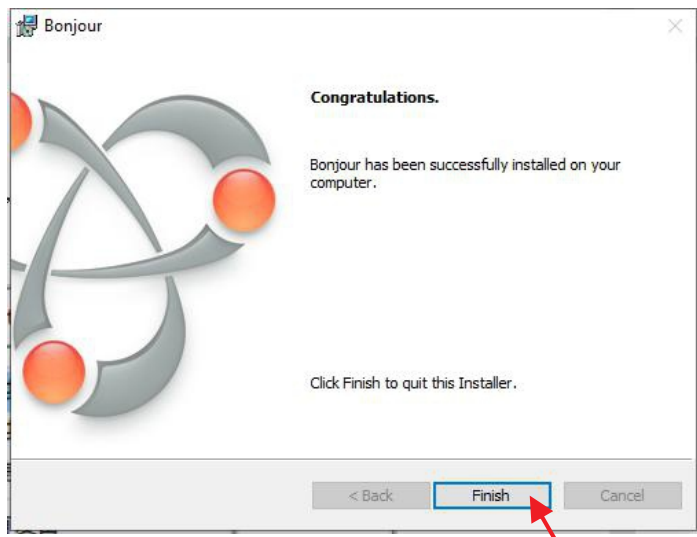 Bonjour
Congratulations.
Bonjour has been successfully installed on your
computer.
Click Finish to quit this Installer.
< Back
Finish
Cancel